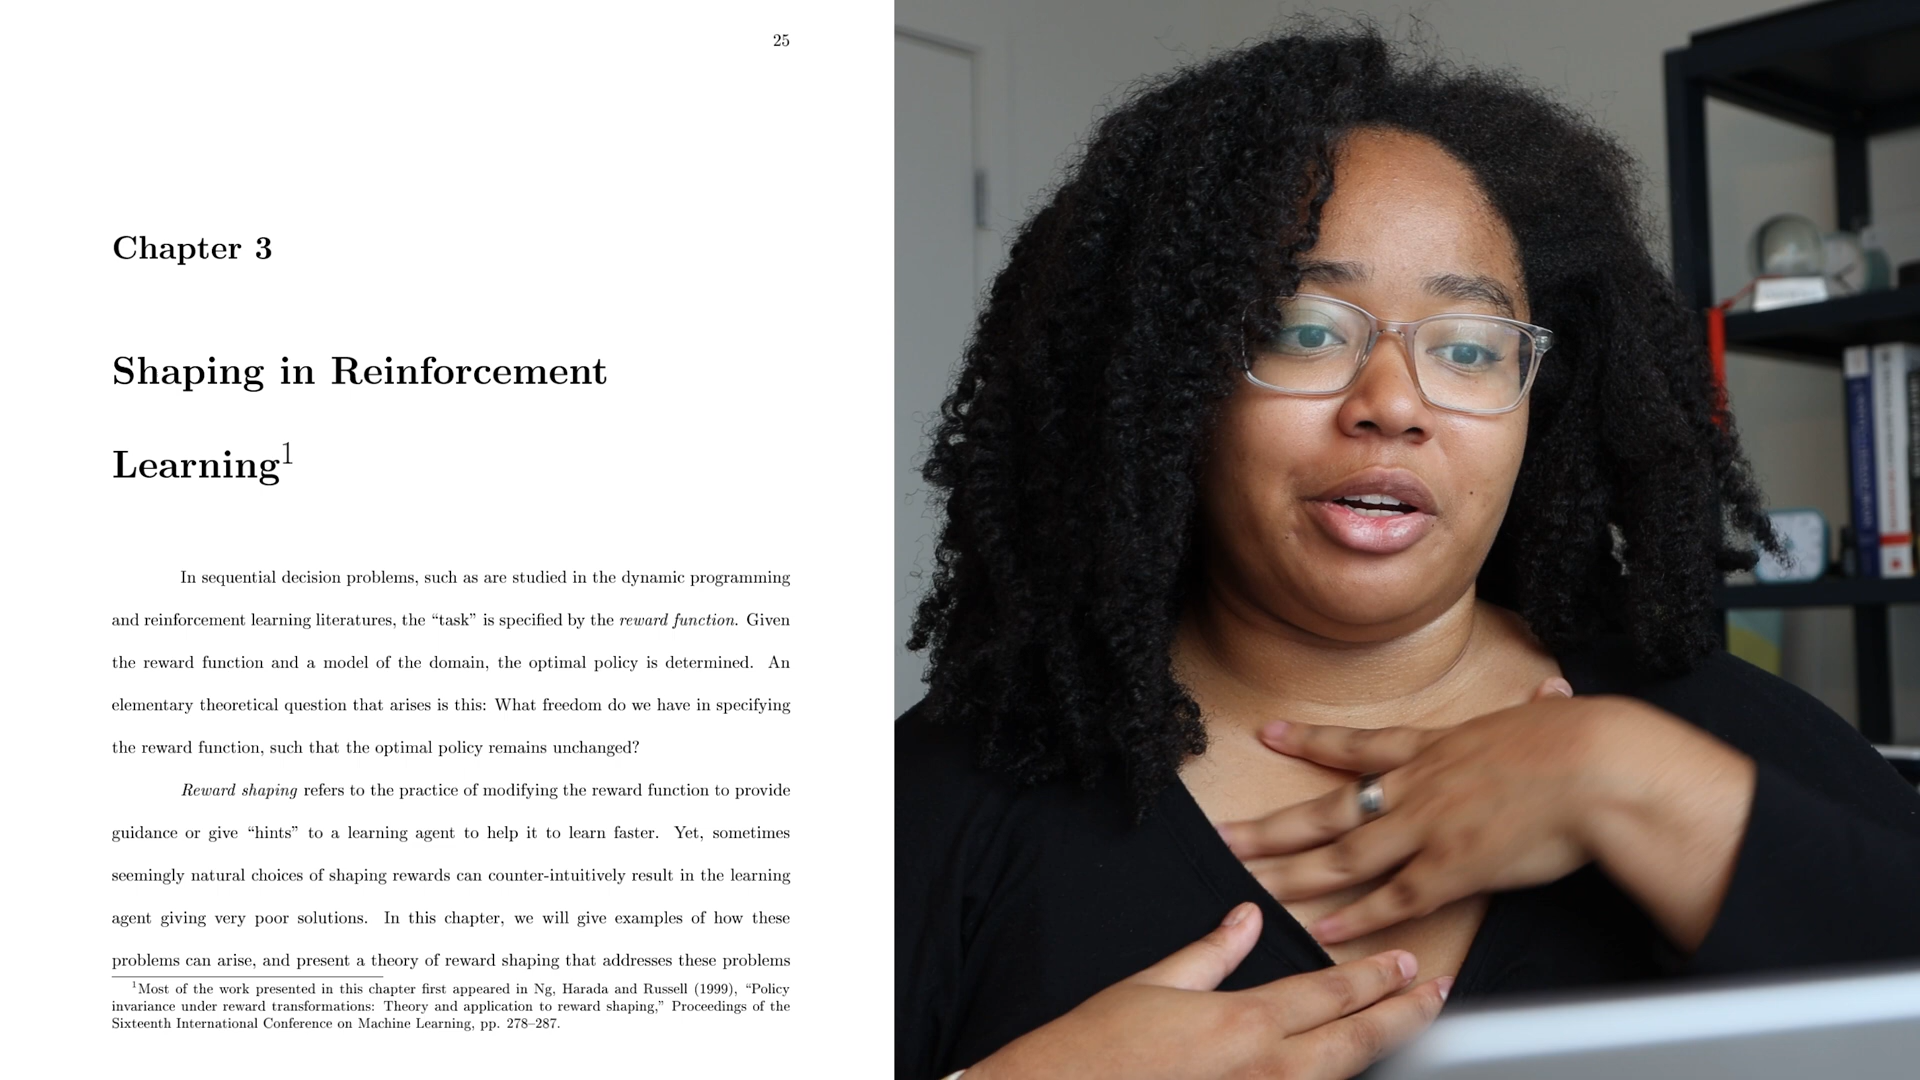 25
Chapter 3
Shaping in Reinforcement
Learning¹
In sequential decision problems, such as are studied in the dynamic programming
and reinforcement learning literatures, the “task” is specified by the reward function. Given
the reward function and a model of the domain, the optimal policy is determined. An
elementary theoretical question that arises is this: What freedom do we have in specifying
the reward function, such that the optimal policy remains unchanged?
Reward shaping refers to the practice of modifying the reward function to provide
guidance or give “hints” to a learning agent to help it to learn faster. Yet, sometimes
seemingly natural choices of shaping rewards can counter-intuitively result in the learning
agent giving very poor solutions. In this chapter, we will give examples of how these
problems can arise, and present a theory of reward shaping that addresses these problems
¹Most of the work presented in this chapter first appeared in Ng, Harada and Russell (1999), “Policy
invariance under reward transformations: Theory and application to reward shaping,” Proceedings of the
Sixteenth International Conference on Machine Learning, pp. 278–287.